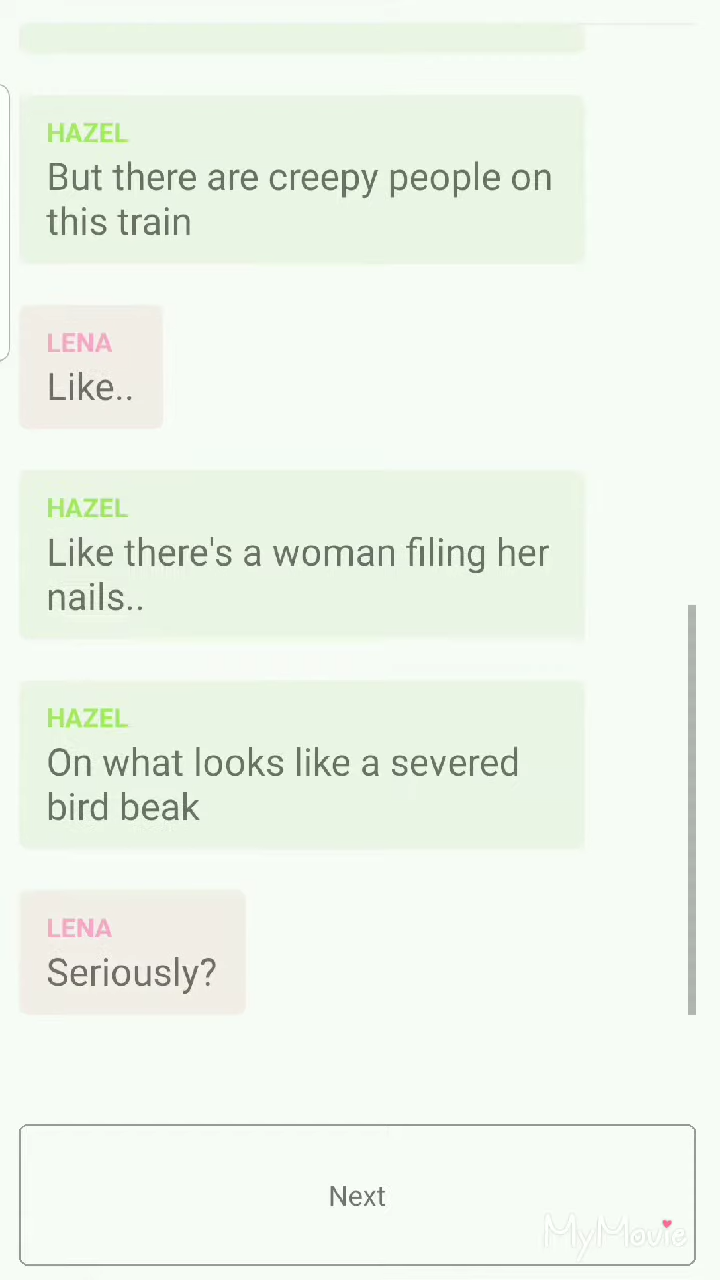 HAZEL
But there are creepy people on
this train
LENA
Like..
HAZEL
Like there's a woman filing her
nails..
HAZEL
On what looks like a severed
bird beak
LENA
Seriously?
Next
MyMovie